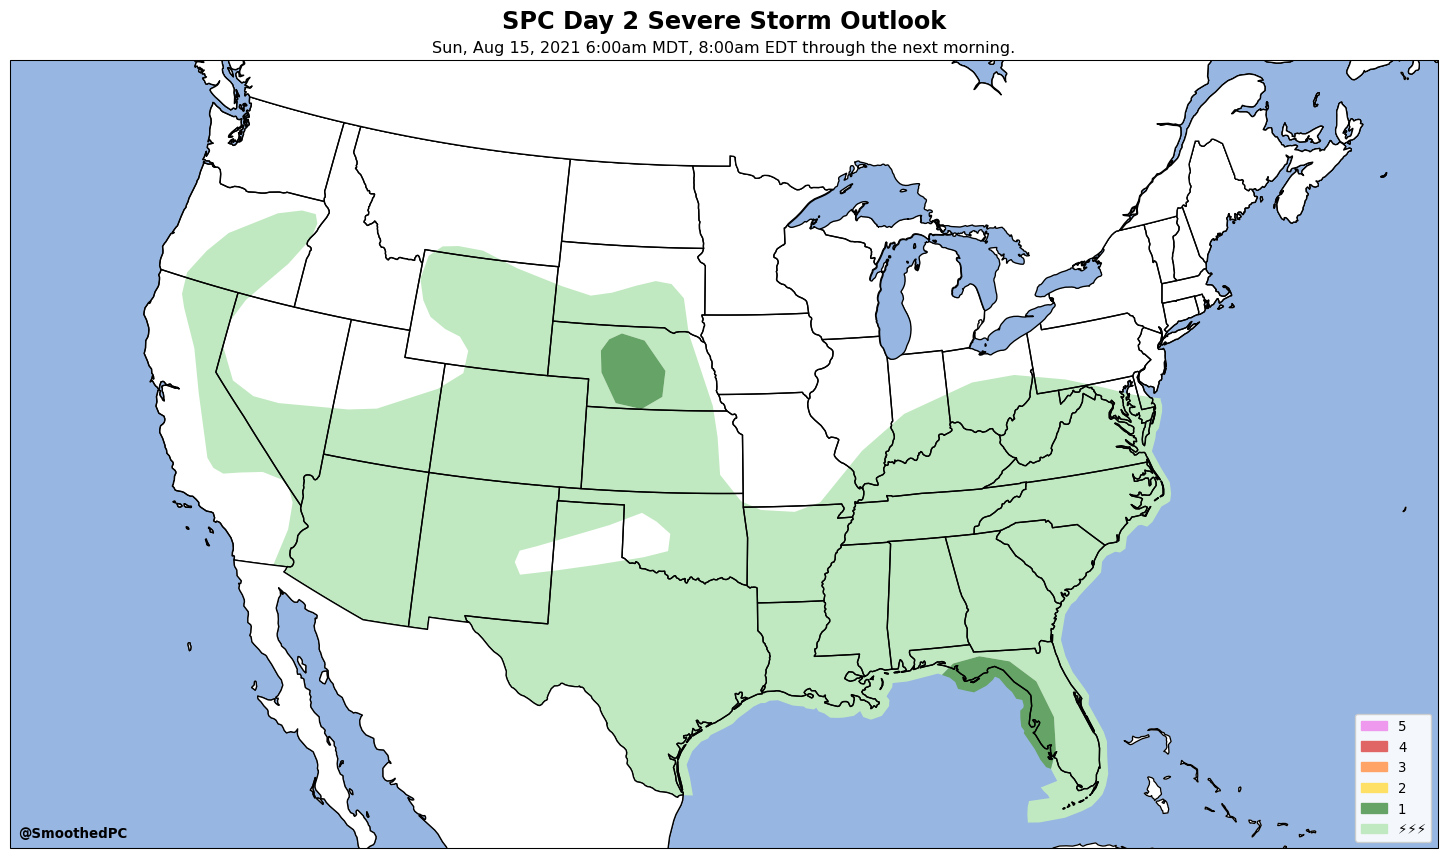 SPC Day 2 Severe Storm Outlook
Sun, Aug 15, 2021 6:00am MDT, 8:00am EDT through the next morning.
5
4
3
2
1
⚡⚡⚡
@SmoothedPC